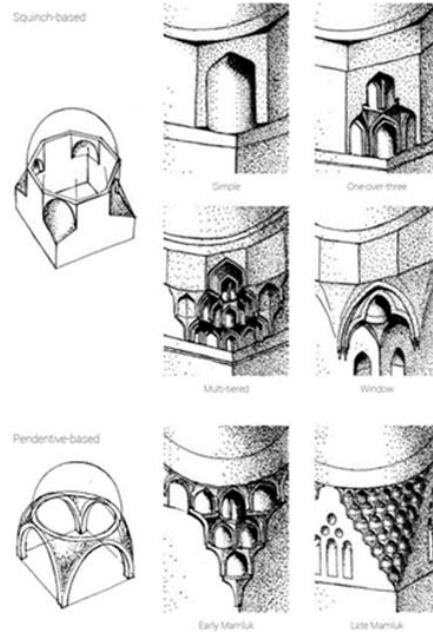 Squinch-based
Simple
One-over-three
Multi-tiered
Window
Pendentive-based
Early Mamluk
Late Mamluk